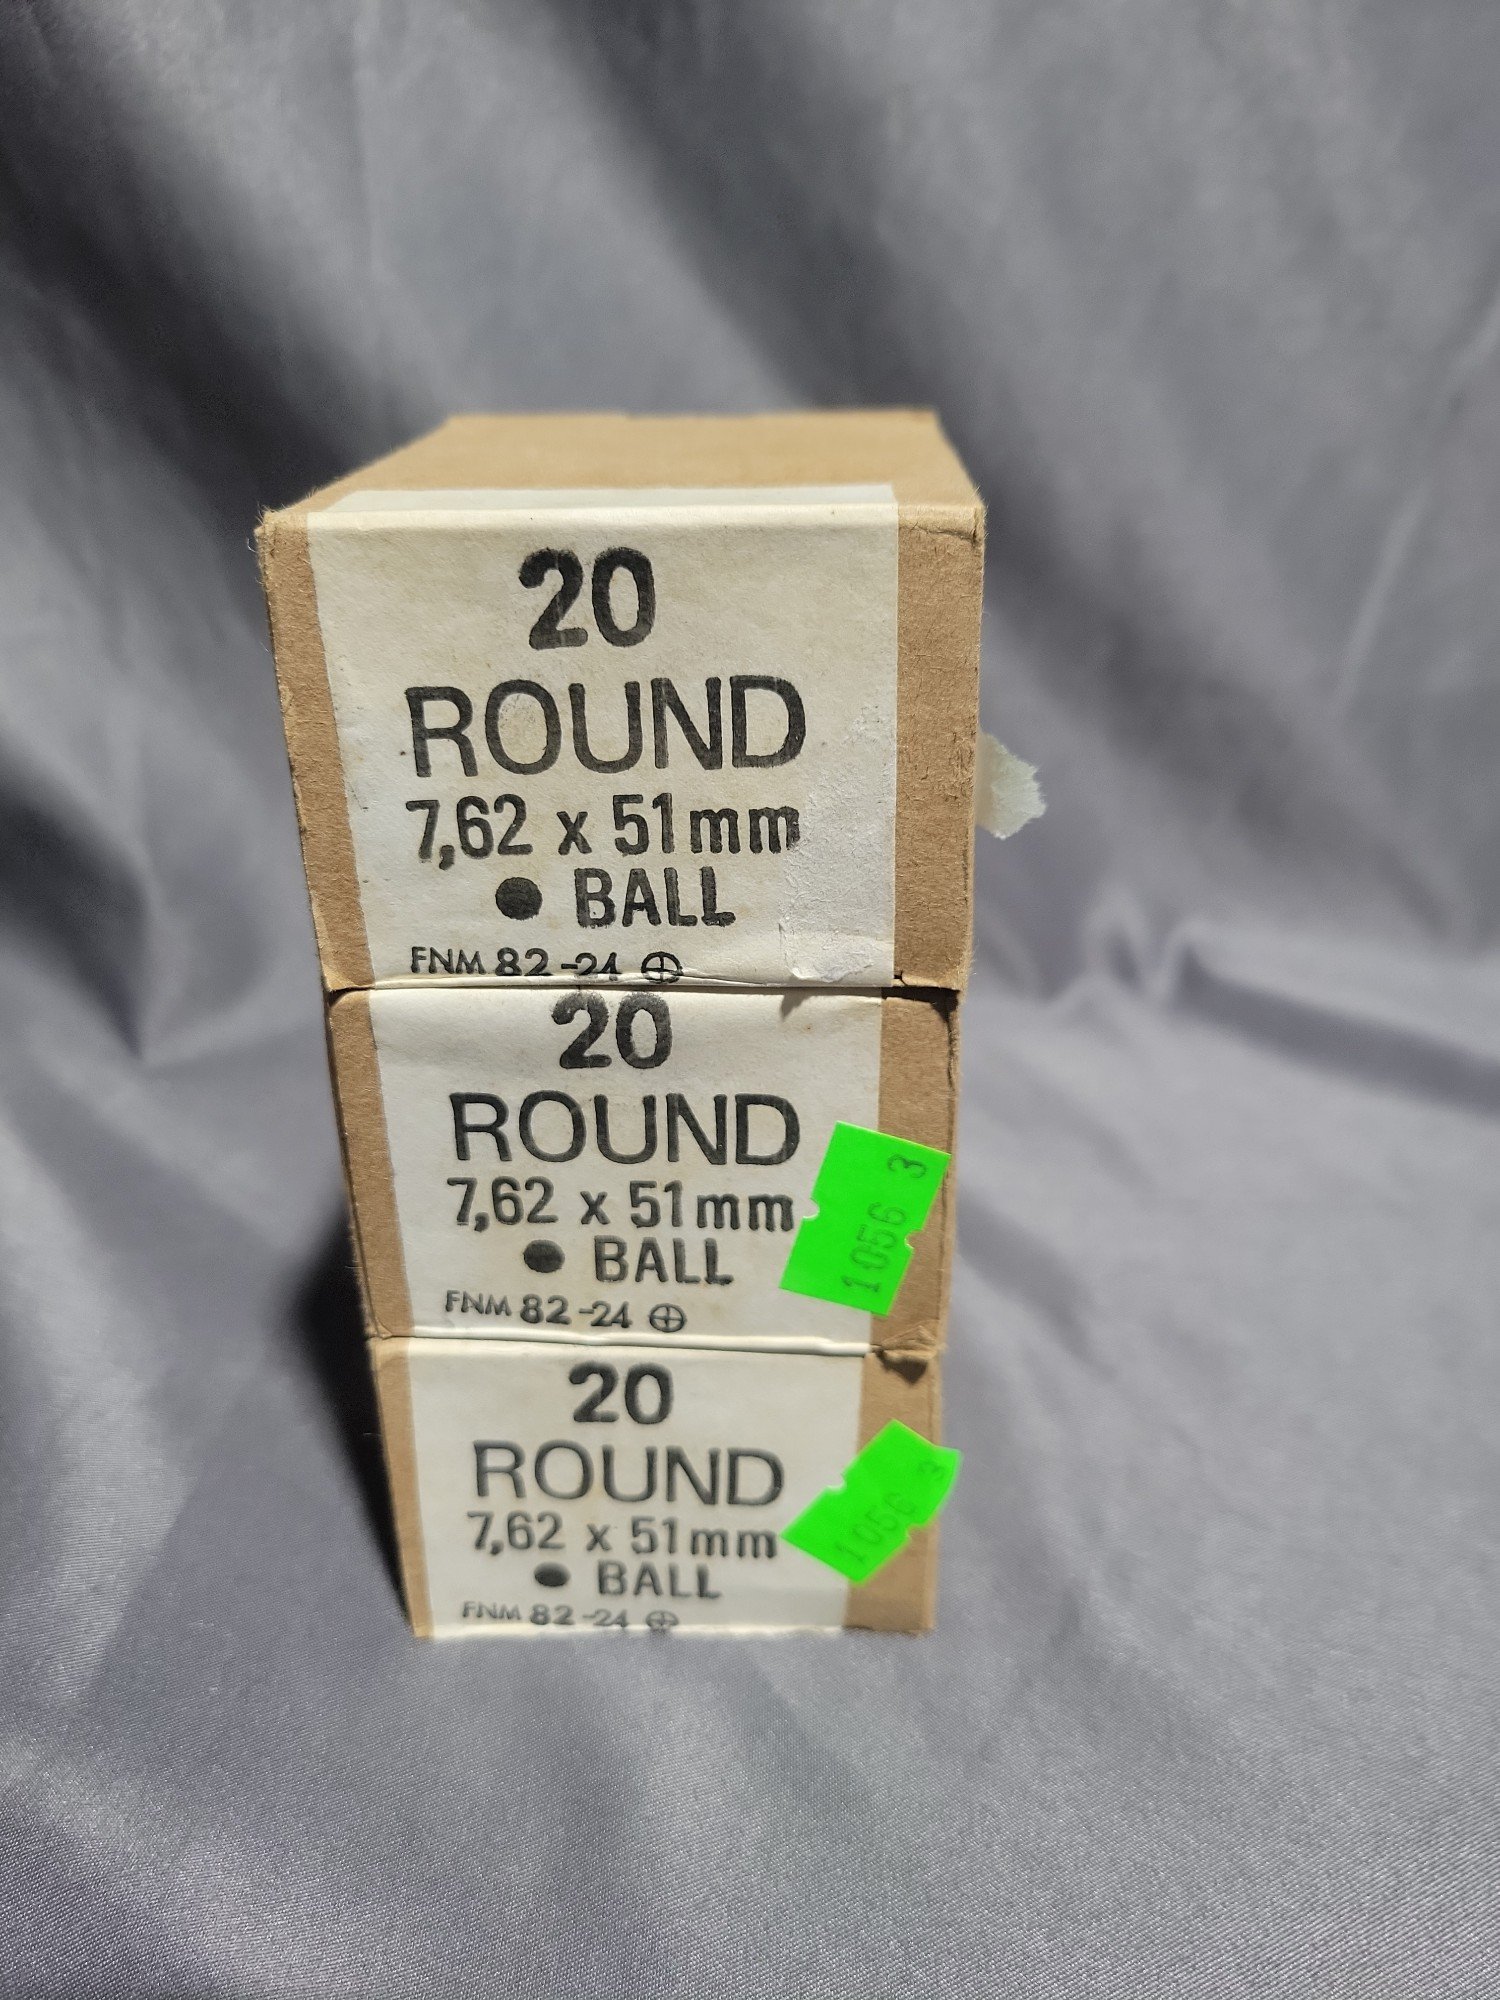 20
ROUND
7,62 x 51mm
● BALL
FNM 82-24 ⊕
20
ROUND
7,62 x 51mm
● BALL
FNM 82-24 ⊕
1056 3
20
ROUND
7,62 x 51mm
● BALL
FNM 82-24 ⊕
1056 3